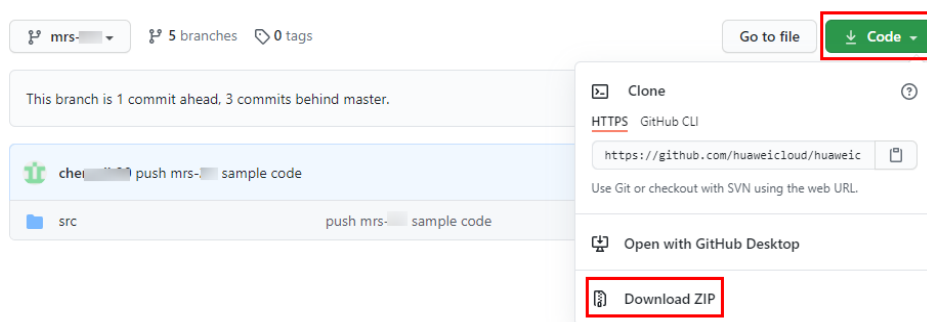 mrs-
5 branches
0 tags
Go to file
Code
This branch is 1 commit ahead, 3 commits behind master.
Clone
HTTPS GitHub CLI
https://github.com/huaweicloud/huaweic
Use Git or checkout with SVN using the web URL.
push mrs- sample code
src push mrs- sample code
Open with GitHub Desktop
Download ZIP